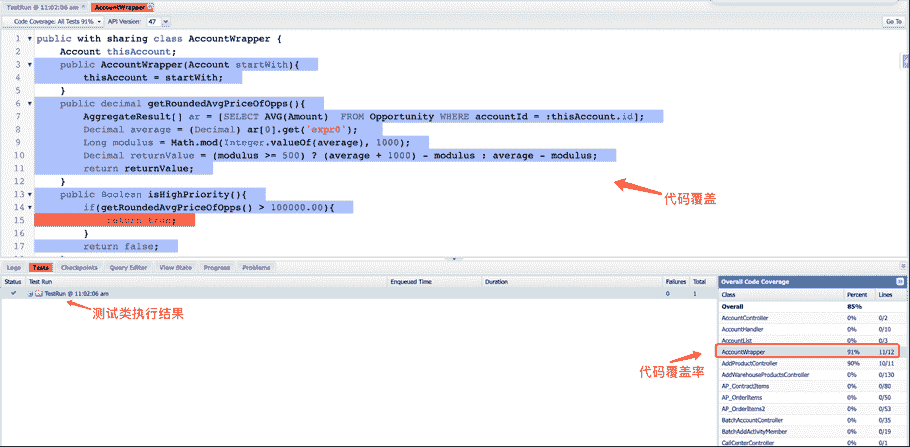 TestRun @ 11:02:06 am
AccountWrapper
Code Coverage: All Tests 91%
API Version:
47
Go To
1 public with sharing class AccountWrapper {
2 Account thisAccount;
3 public AccountWrapper(Account startWith){
4 thisAccount = startWith;
5 }
6 public decimal getRoundedAvgPriceOfOpps(){
7 AggregateResult[] ar = [SELECT AVG(Amount) FROM Opportunity WHERE accountId = :thisAccount.id];
8 Decimal average = (Decimal) ar[0].get('expr0');
9 Long modulus = Math.mod(Integer.valueOf(average), 1000);
10 Decimal returnValue = (modulus >= 500) ? (average + 1000) - modulus : average - modulus;
11 return returnValue;
12 }
13 public Boolean isHighPriority(){
14 if(getRoundedAvgPriceOfOpps() > 100000.00){
15 return true;
16 }
17 return false;
代码覆盖
Logs Tests Checkpoints Query Editor View State Progress Problems
Status Test Run Enqueued Time Duration Failures Total
TestRun @ 11:02:06 am 0 1
测试类执行结果
代码覆盖率
Overall Code Coverage
Class Percent Lines
Overall 85%
AccountController 0% 0/2
AccountHandler 0% 0/10
AccountList 0% 0/3
AccountWrapper 91% 11/12
AddProductController 90% 10/11
AddWarehouseProductsController 0% 0/130
AP_ContractItems 0% 0/80
AP_OrderItems 0% 0/50
AP_OrderItems2 0% 0/53
BatchAccountController 0% 0/35
BatchAddActivityMember 0% 0/19
CallCenterController 0% 0/1